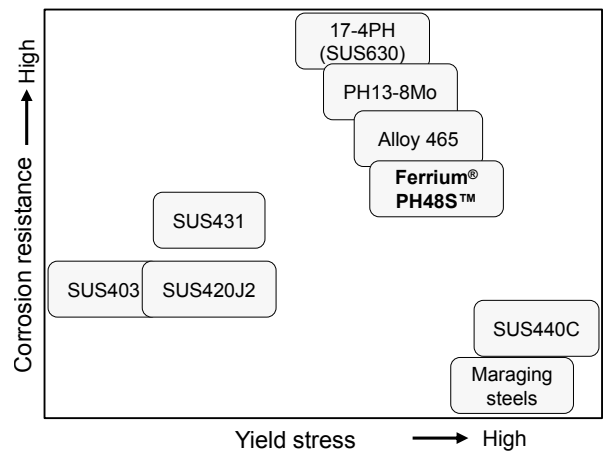 17-4PH
(SUS630)
PH13-8Mo
Alloy 465
Ferrium®
PH48S™
SUS431
SUS403
SUS420J2
SUS440C
Maraging
steels
Corrosion resistance → High
Yield stress → High